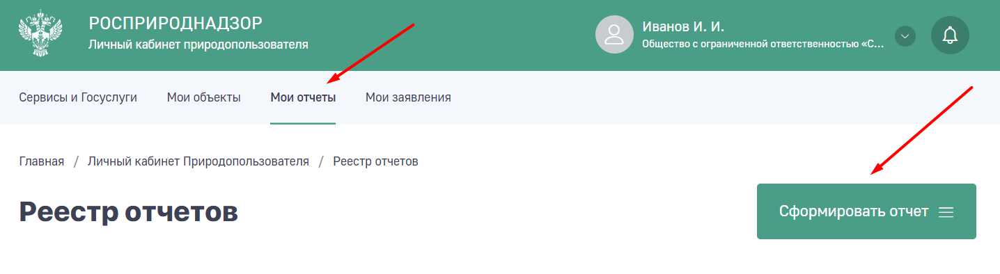 РОСПРИРОДНАДЗОР
Личный кабинет природопользователя
Иванов И. И.
Общество с ограниченной ответственностью «С...
Сервисы и Госуслуги
Мои объекты
Мои отчеты
Мои заявления
Главная / Личный кабинет Природопользователя / Реестр отчетов
Реестр отчетов
Сформировать отчет